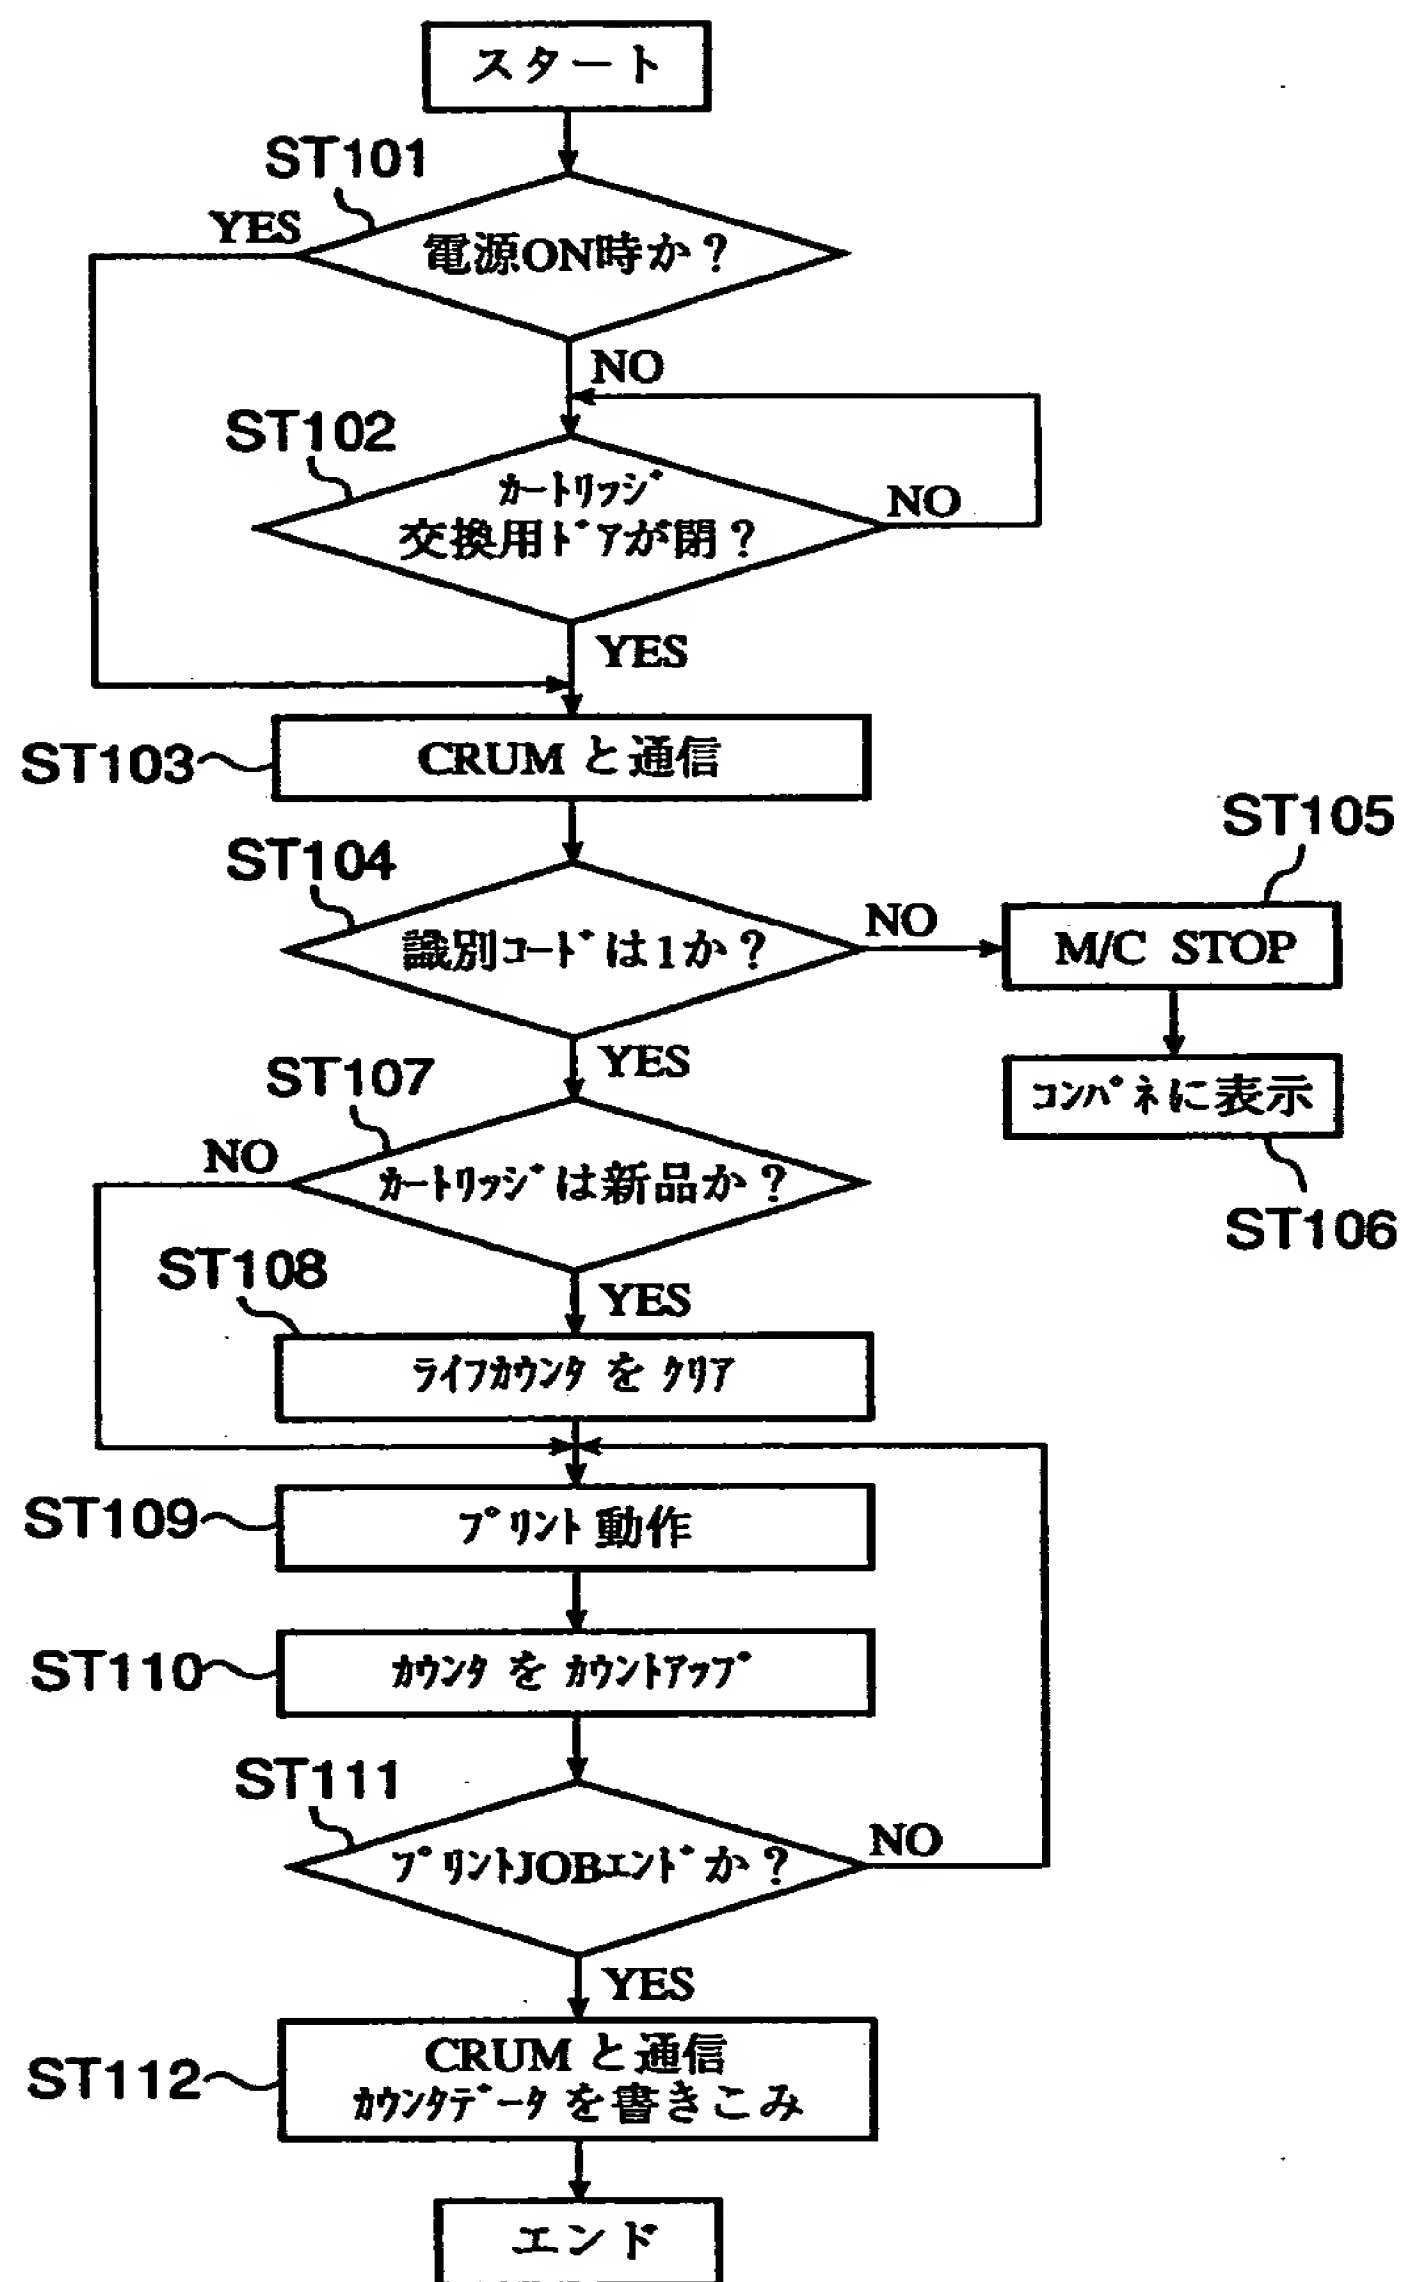 スタート
ST101
YES
電源ON時か？
NO
ST102
カートリッジ
交換用ドアが閉？
NO
YES
ST103
CRUM と通信
ST104
識別コードは1か？
NO
ST105
M/C STOP
YES
コンパネに表示
ST106
ST107
NO
カートリッジは新品か？
YES
ST108
ライフカウンタ を クリア
ST109
プリント 動作
ST110
カウンタ を カウントアップ
ST111
プリントJOBエンドか？
NO
YES
ST112
CRUM と通信
カウンタデータ を書きこみ
エンド